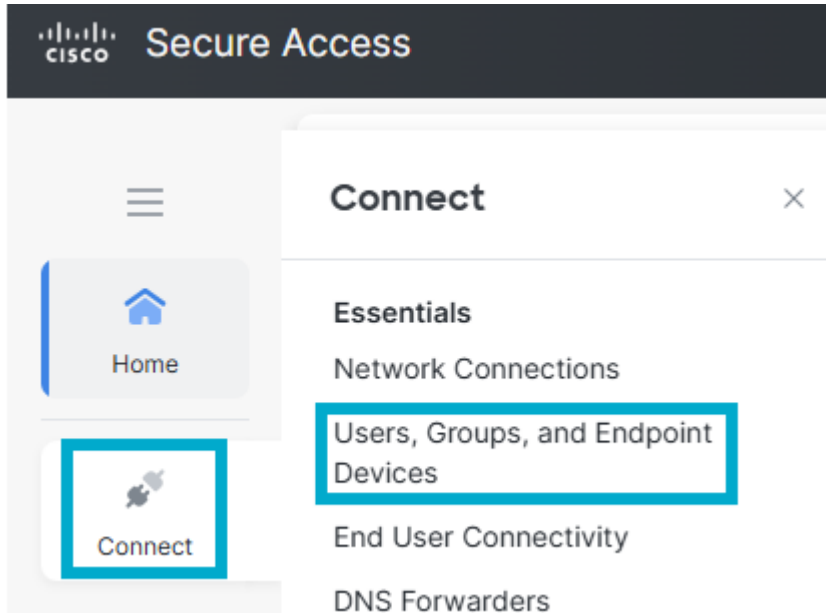 cisco Secure Access
Connect
Home
Essentials
Network Connections
Users, Groups, and Endpoint
Devices
Connect
End User Connectivity
DNS Forwarders